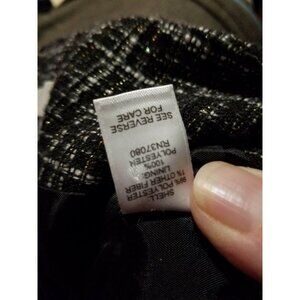 SHELL:
99% POLYESTER
1% OTHER FIBER
LINING:
100%
POLYESTER
RN37080
SEE REVERSE
FOR CARE